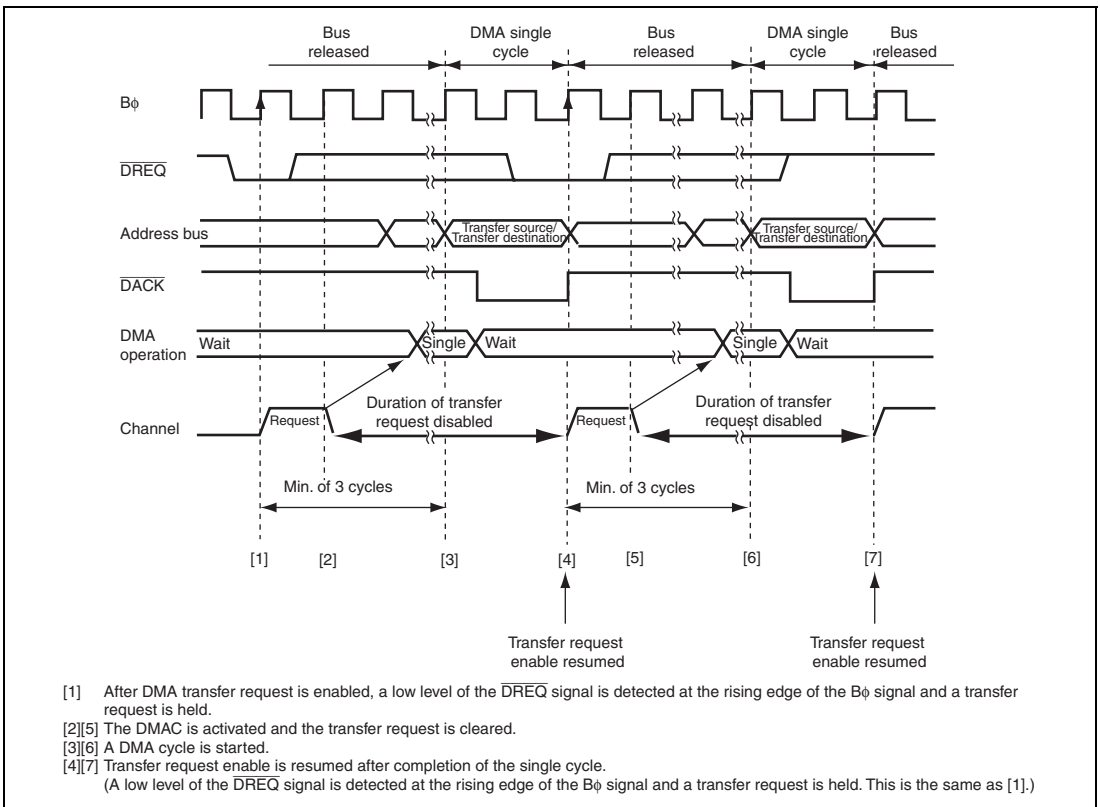 Bus released
DMA single cycle
Bus released
DMA single cycle
Bus released
Bφ
DREQ
Address bus
Transfer source/
Transfer destination
Transfer source/
Transfer destination
DACK
DMA operation
Wait
Single
Wait
Single
Wait
Channel
Request
Duration of transfer request disabled
Request
Duration of transfer request disabled
Min. of 3 cycles
Min. of 3 cycles
[1]
[2]
[3]
[4]
[5]
[6]
[7]
Transfer request enable resumed
Transfer request enable resumed
[1] After DMA transfer request is enabled, a low level of the DREQ signal is detected at the rising edge of the Bφ signal and a transfer
request is held.
[2][5] The DMAC is activated and the transfer request is cleared.
[3][6] A DMA cycle is started.
[4][7] Transfer request enable is resumed after completion of the single cycle.
(A low level of the DREQ signal is detected at the rising edge of the Bφ signal and a transfer request is held. This is the same as [1].)